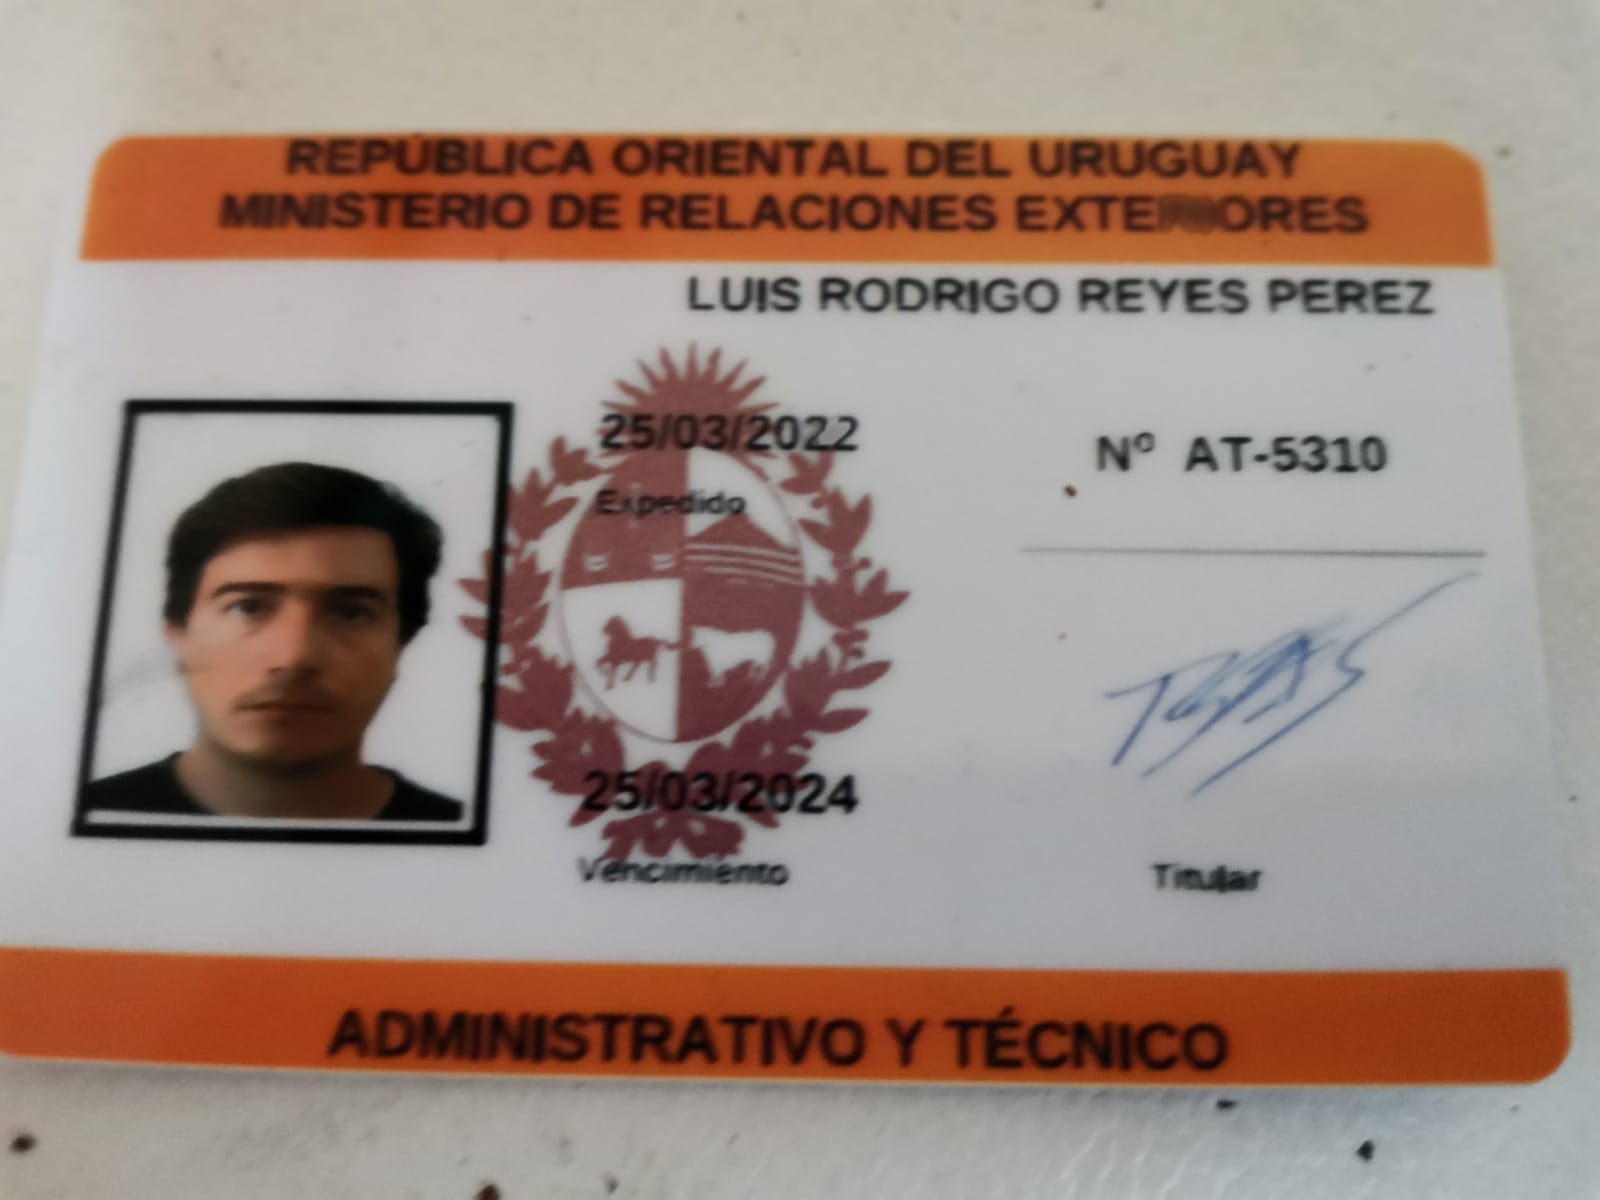 REPÚBLICA ORIENTAL DEL URUGUAY
MINISTERIO DE RELACIONES EXTERIORES
LUIS RODRIGO REYES PEREZ
25/03/2022
Expedido
Nº AT-5310
25/03/2024
Vencimiento
Titular
ADMINISTRATIVO Y TÉCNICO